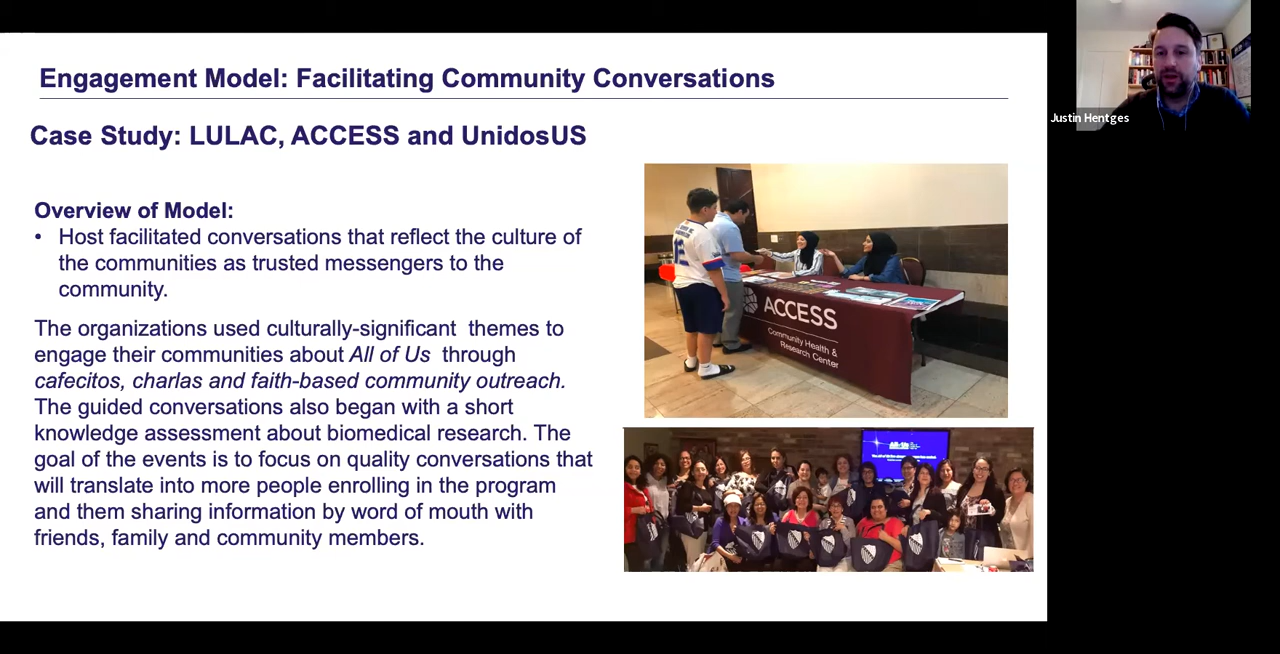 Engagement Model: Facilitating Community Conversations
Case Study: LULAC, ACCESS and UnidosUS
Overview of Model:
• Host facilitated conversations that reflect the culture of
the communities as trusted messengers to the
community.
The organizations used culturally-significant themes to
engage their communities about All of Us through
cafecitos, charlas and faith-based community outreach.
The guided conversations also began with a short
knowledge assessment about biomedical research. The
goal of the events is to focus on quality conversations that
will translate into more people enrolling in the program
and them sharing information by word of mouth with
friends, family and community members.
ACCESS
Community Health &
Research Center
Justin Hentges